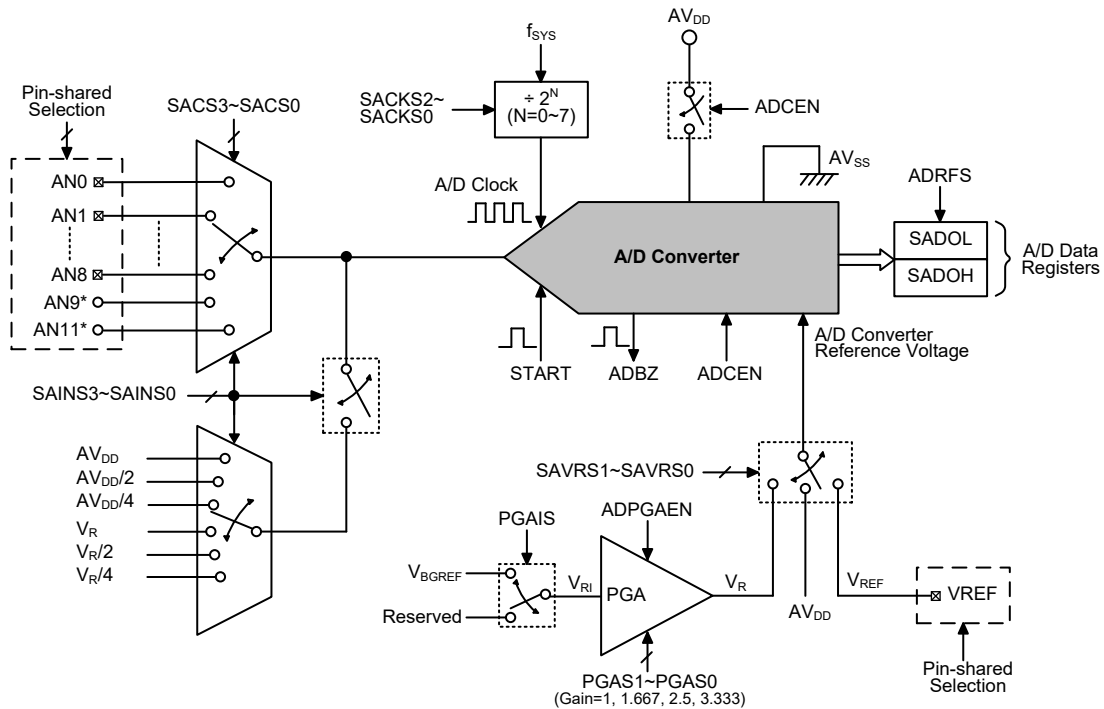 AV_DD
f_SYS
Pin-shared
Selection
SACS3~SACS0
SACKS2~
SACKS0
÷ 2^N
(N=0~7)
ADCEN
AV_SS
AN0
AN1
AN8
AN9*
AN11*
A/D Clock
A/D Converter
ADRFS
SADOL
SADOH
A/D Data
Registers
START
ADBZ
ADCEN
A/D Converter
Reference Voltage
SAINS3~SAINS0
AV_DD
AV_DD/2
AV_DD/4
V_R
V_R/2
V_R/4
SAVRS1~SAVRS0
PGAIS
ADPGAEN
V_BGREF
Reserved
V_RI
PGA
V_R
AV_DD
V_REF
VREF
PGAS1~PGAS0
(Gain=1, 1.667, 2.5, 3.333)
Pin-shared
Selection